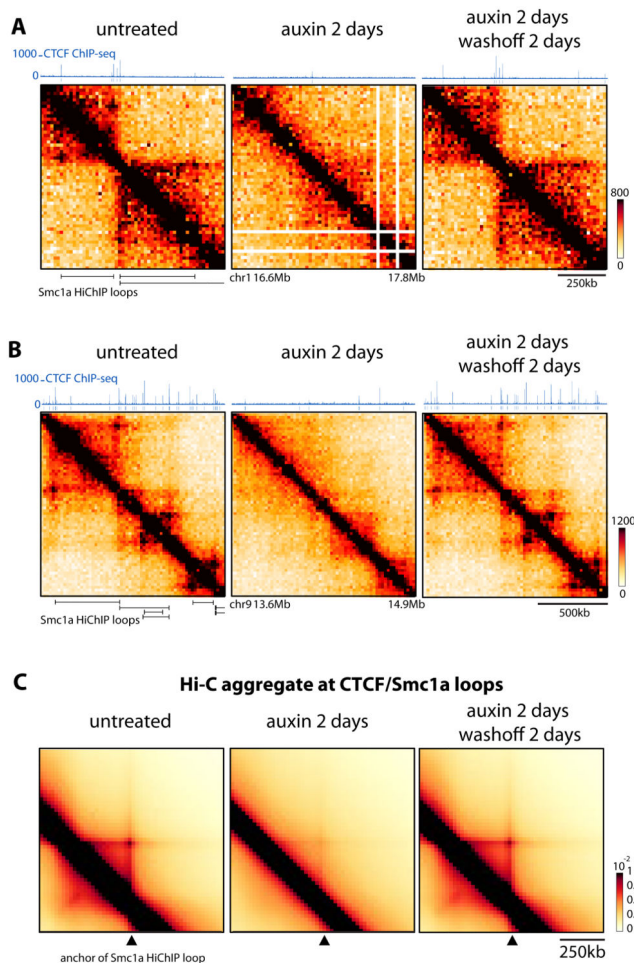 A
untreated
auxin 2 days
auxin 2 days
washoff 2 days
1000
CTCF ChIP-seq
0
800
0
Smc1a HiChIP loops
chr1 16.6Mb
17.8Mb
250kb
B
untreated
auxin 2 days
auxin 2 days
washoff 2 days
1000
CTCF ChIP-seq
0
1200
0
Smc1a HiChIP loops
chr9 13.6Mb
14.9Mb
500kb
C
Hi-C aggregate at CTCF/Smc1a loops
untreated
auxin 2 days
auxin 2 days
washoff 2 days
10-2
1
0
anchor of Smc1a HiChIP loop
250kb